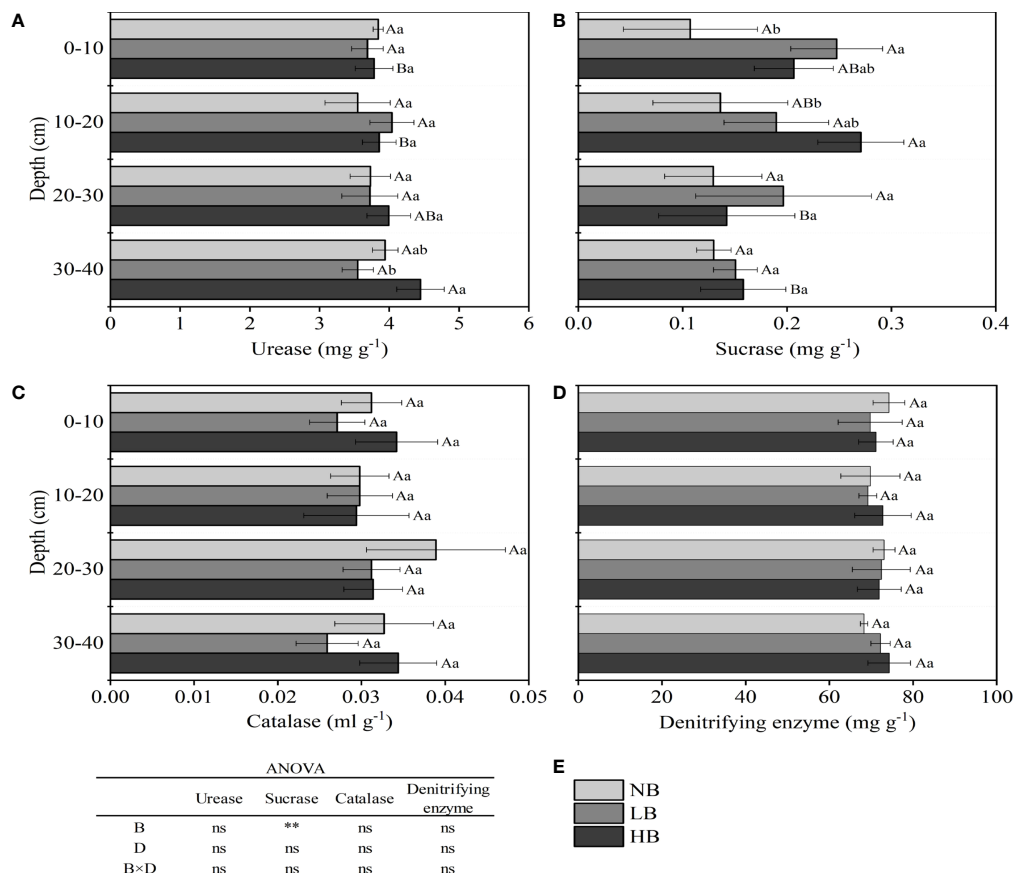 A
Depth (cm)
0-10
Aa
Aa
Ba
10-20
Aa
Aa
Ba
20-30
Aa
Aa
ABa
30-40
Aab
Ab
Aa
0 1 2 3 4 5 6
Urease (mg g⁻¹)
B
Ab
Aa
ABab
ABb
Aab
Aa
Aa
Aa
Ba
Aa
Aa
Ba
0.0 0.1 0.2 0.3 0.4
Sucrase (mg g⁻¹)
C
Depth (cm)
0-10
Aa
Aa
Aa
10-20
Aa
Aa
Aa
20-30
Aa
Aa
Aa
30-40
Aa
Aa
Aa
0.00 0.01 0.02 0.03 0.04 0.05
Catalase (ml g⁻¹)
D
Aa
Aa
Aa
Aa
Aa
Aa
Aa
Aa
Aa
Aa
Aa
Aa
0 20 40 60 80 100
Denitrifying enzyme (mg g⁻¹)
ANOVA
Urease Sucrase Catalase Denitrifying
enzyme
B ns ** ns ns
D ns ns ns ns
B×D ns ns ns ns
E
NB
LB
HB